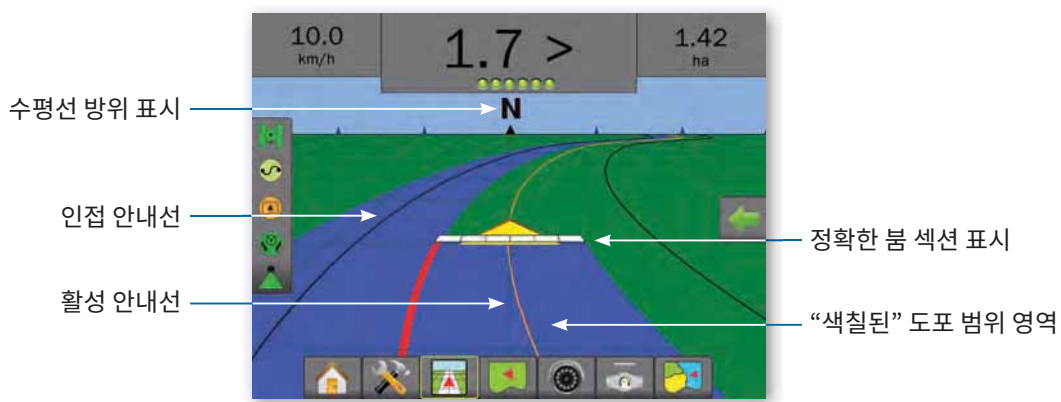 10.0
km/h
1.7 >
1.42
ha
N
수평선 방위 표시
인접 안내선
활성 안내선
정확한 붐 섹션 표시
“색칠된” 도포 범위 영역